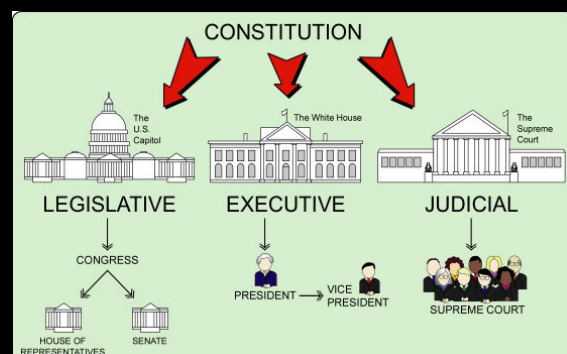 CONSTITUTION
The
U.S.
Capitol
The White House
The
Supreme
Court
LEGISLATIVE
EXECUTIVE
JUDICIAL
CONGRESS
PRESIDENT
VICE
PRESIDENT
SUPREME COURT
HOUSE OF
REPRESENTATIVES
SENATE